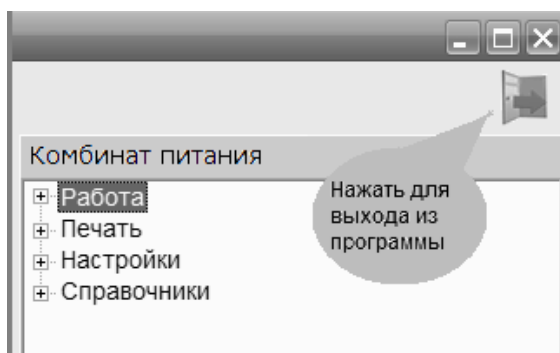 Комбинат питания
Работа
Печать
Настройки
Справочники
Нажать для
выхода из
программы